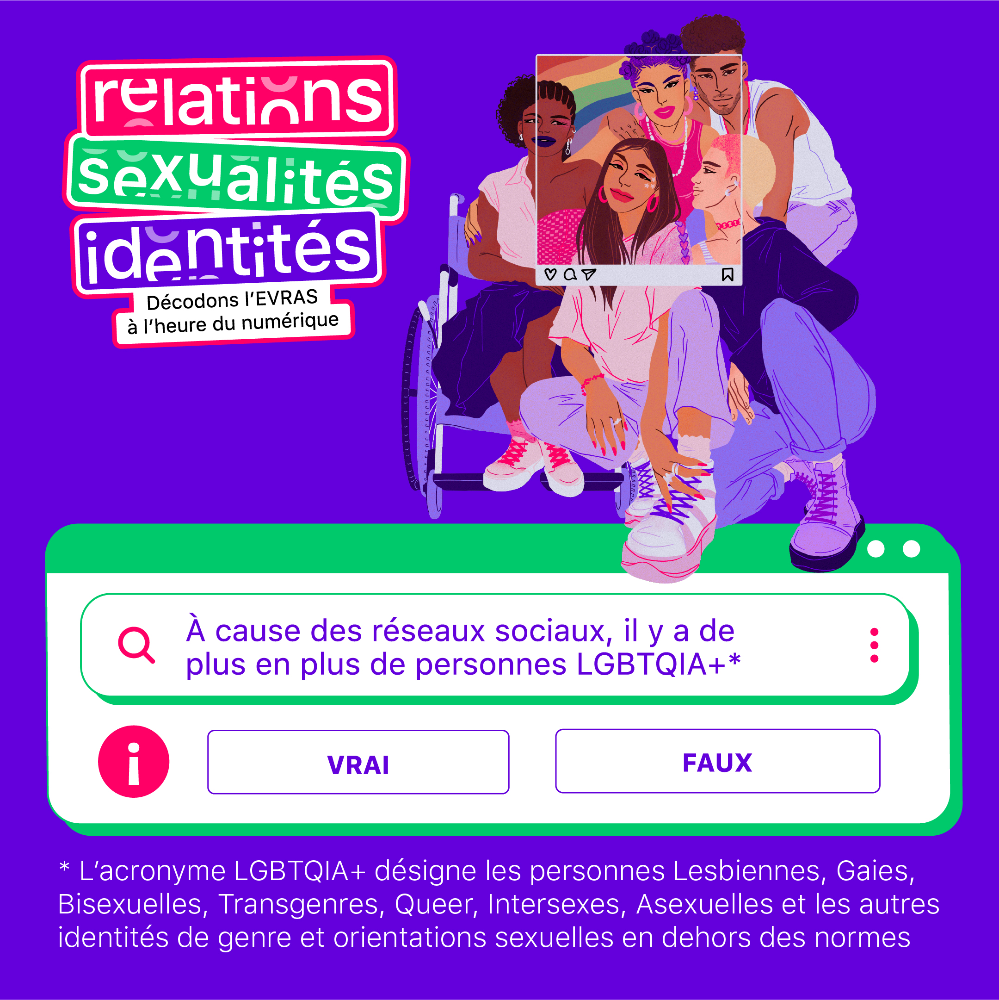 relations
sexualités
identités
Décodons l'EVRAS
à l'heure du numérique
À cause des réseaux sociaux, il y a de
plus en plus de personnes LGBTQIA+*
i
VRAI
FAUX
* L'acronyme LGBTQIA+ désigne les personnes Lesbiennes, Gaies,
Bisexuelles, Transgenres, Queer, Intersexes, Asexuelles et les autres
identités de genre et orientations sexuelles en dehors des normes